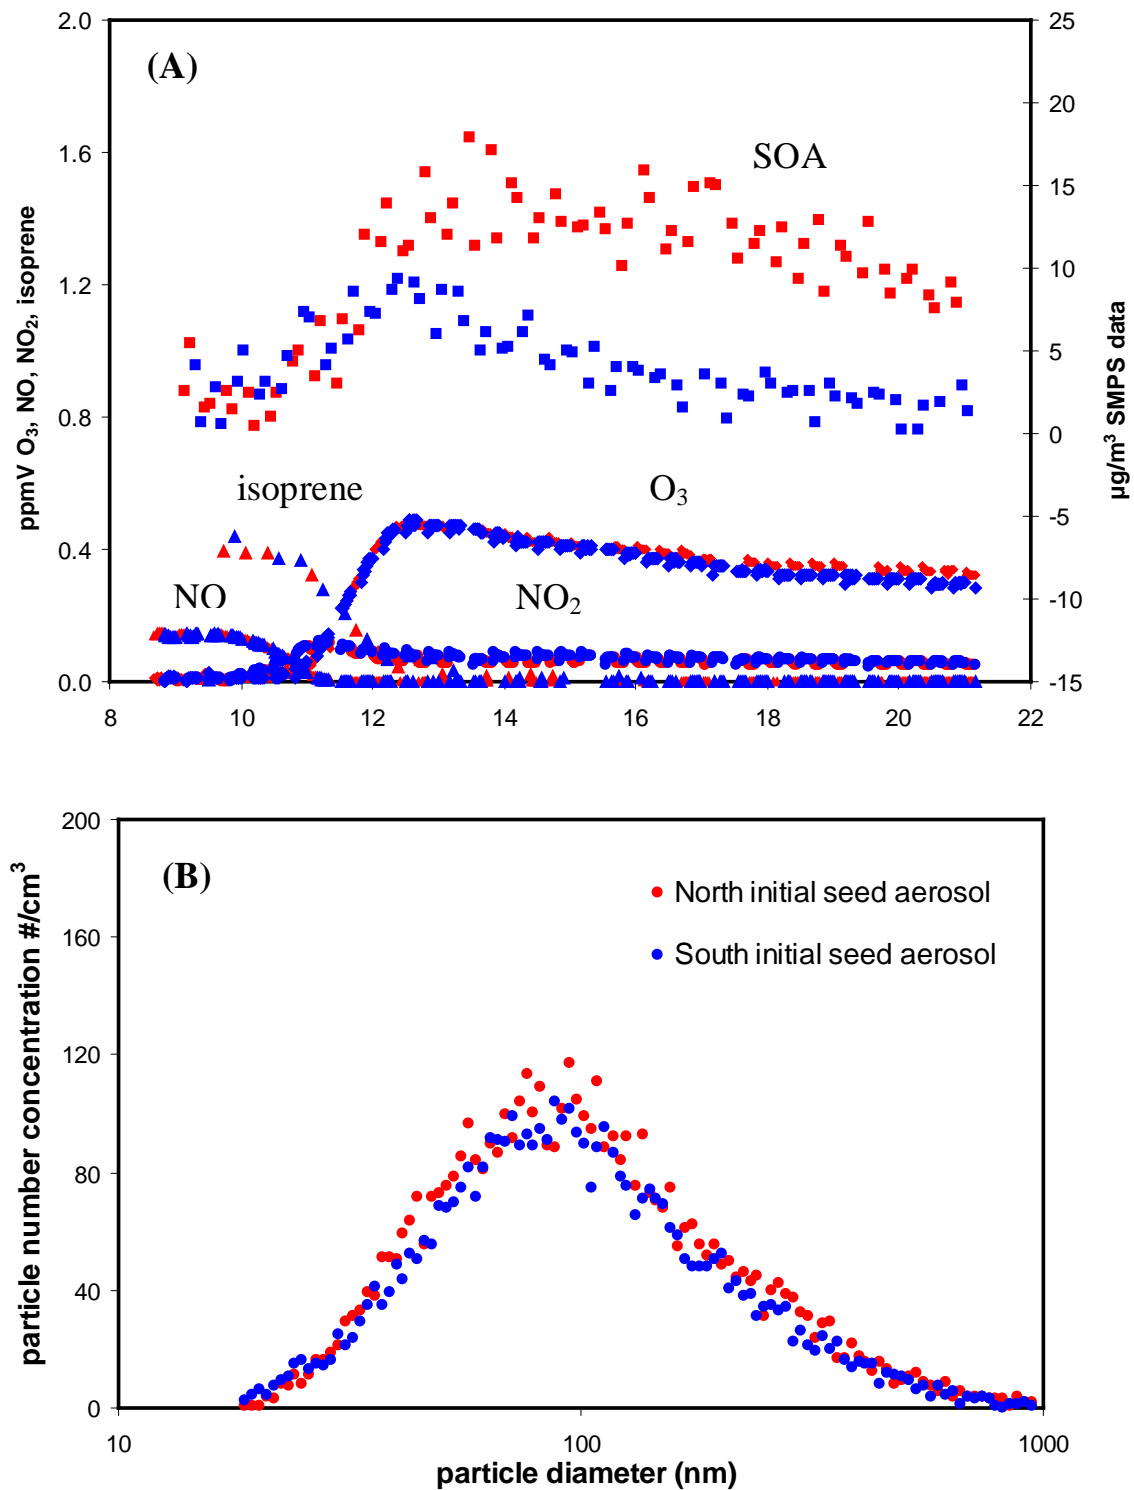 (A)
SOA
isoprene
O3
NO
NO2
ppmV O3, NO, NO2, isoprene
µg/m3 SMPS data
2.0
1.6
1.2
0.8
0.4
0.0
25
20
15
10
5
0
-5
-10
-15
8 10 12 14 16 18 20 22
(B)
North initial seed aerosol
South initial seed aerosol
particle number concentration #/cm3
200
160
120
80
40
0
10 100 1000
particle diameter (nm)